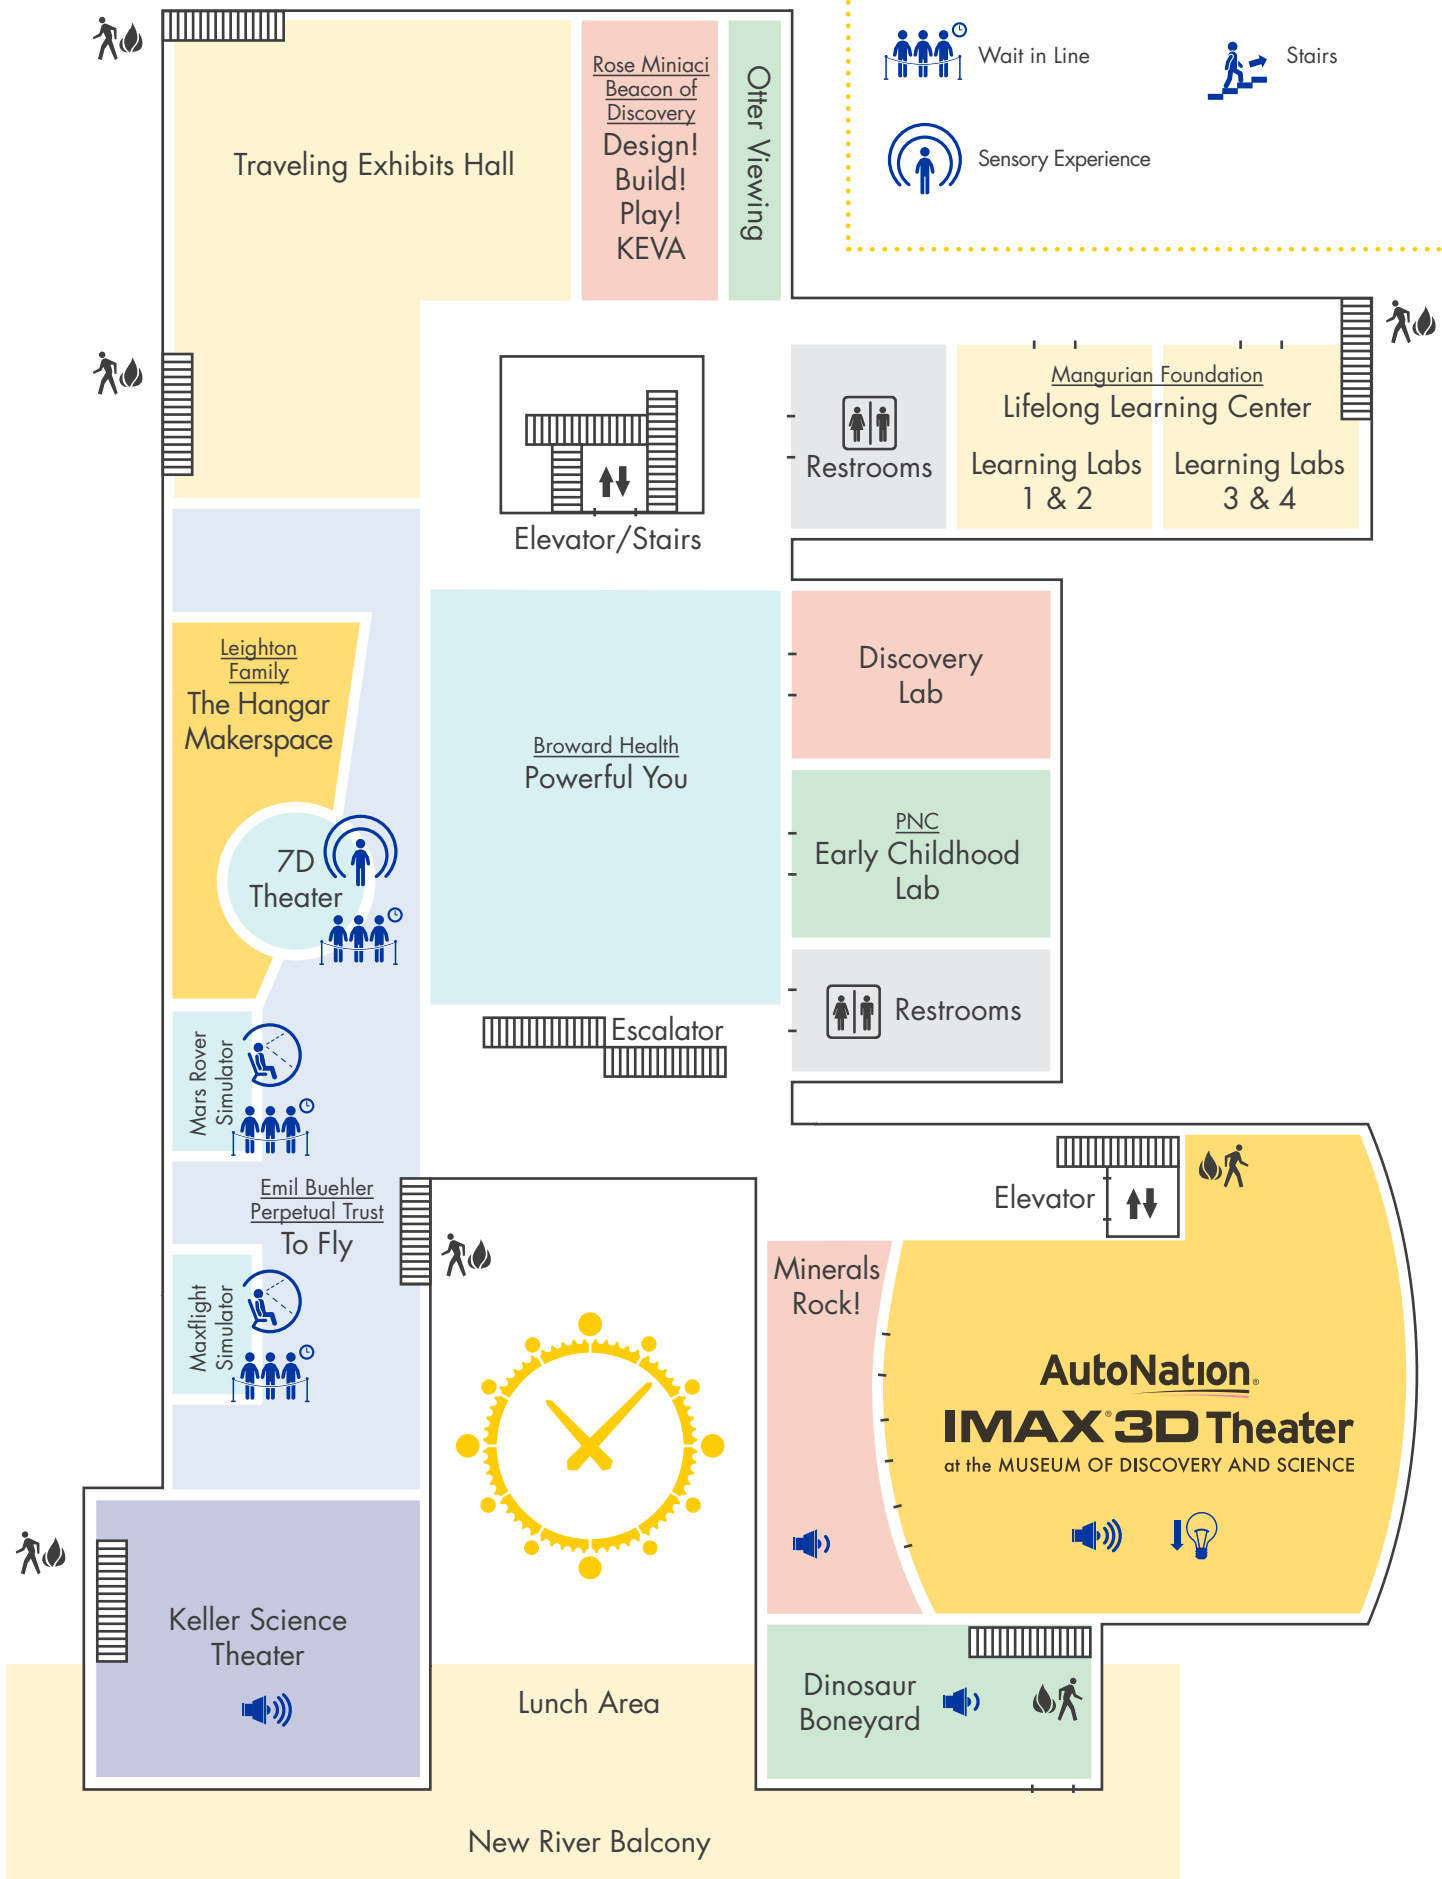 Wait in Line
Stairs
Sensory Experience
Traveling Exhibits Hall
Rose Miniaci
Beacon of
Discovery
Design!
Build!
Play!
KEVA
Otter Viewing
Elevator/Stairs
Restrooms
Mangurian Foundation
Lifelong Learning Center
Learning Labs
1 & 2
Learning Labs
3 & 4
Leighton
Family
The Hangar
Makerspace
7D
Theater
Broward Health
Powerful You
Discovery
Lab
PNC
Early Childhood
Lab
Restrooms
Escalator
Mars Rover
Simulator
Emil Buehler
Perpetual Trust
To Fly
Maxflight
Simulator
Elevator
Minerals
Rock!
AutoNation®
IMAX® 3D Theater
at the MUSEUM OF DISCOVERY AND SCIENCE
Keller Science
Theater
Lunch Area
Dinosaur
Boneyard
New River Balcony